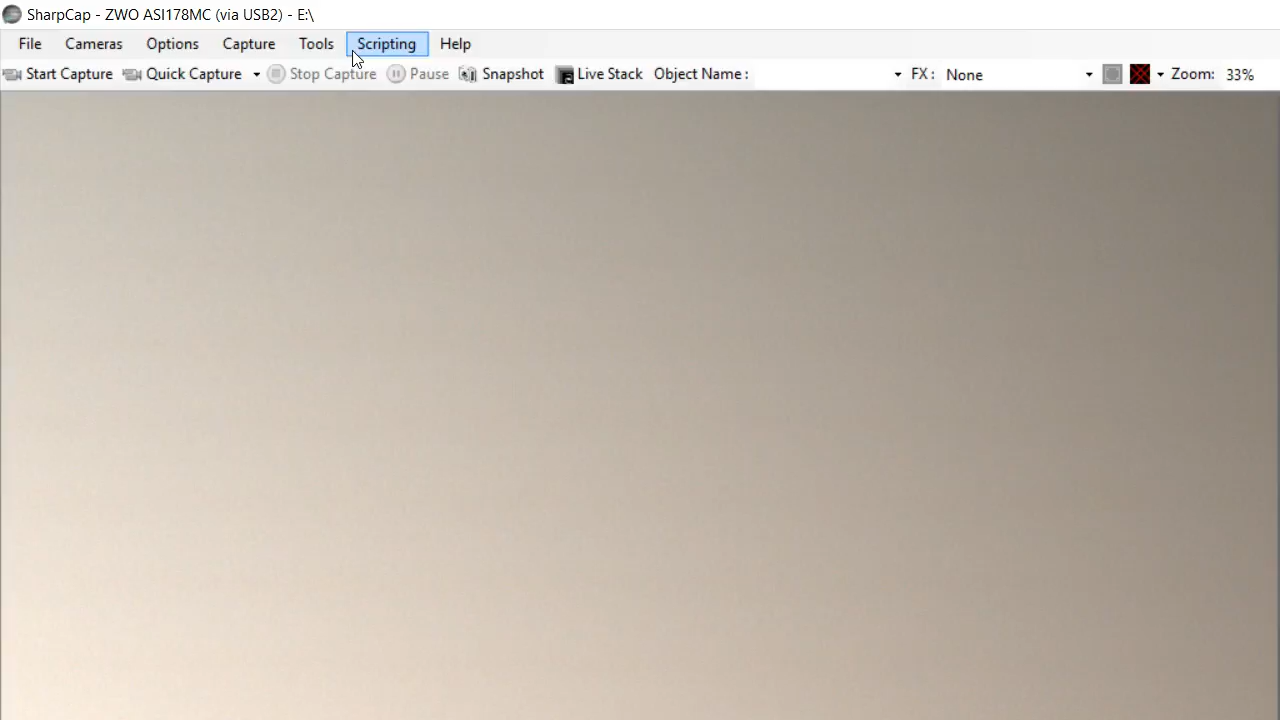 SharpCap - ZWO ASI178MC (via USB2) - E:\
File Cameras Options Capture Tools Scripting Help
Start Capture Quick Capture Stop Capture Pause Snapshot Live Stack Object Name : FX : None Zoom: 33%